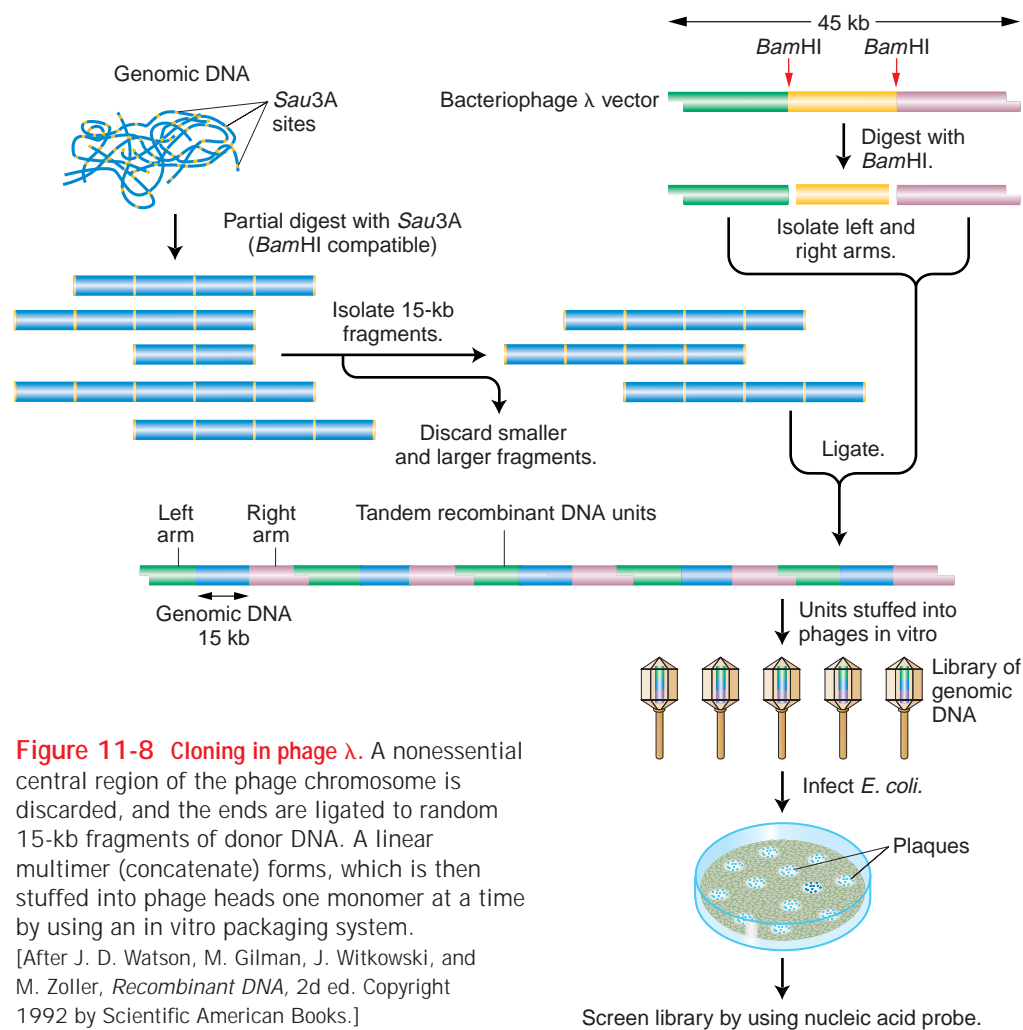 45 kb
BamHI
BamHI
Genomic DNA
Sau3A
sites
Bacteriophage λ vector
Digest with
BamHI.
Partial digest with Sau3A
(BamHI compatible)
Isolate left and
right arms.
Isolate 15-kb
fragments.
Discard smaller
and larger fragments.
Ligate.
Left
arm
Right
arm
Tandem recombinant DNA units
Genomic DNA
15 kb
Units stuffed into
phages in vitro
Library of
genomic
DNA
Infect E. coli.
Plaques
Screen library by using nucleic acid probe.
Figure 11-8 Cloning in phage λ. A nonessential
central region of the phage chromosome is
discarded, and the ends are ligated to random
15-kb fragments of donor DNA. A linear
multimer (concatenate) forms, which is then
stuffed into phage heads one monomer at a time
by using an in vitro packaging system.
[After J. D. Watson, M. Gilman, J. Witkowski, and
M. Zoller, Recombinant DNA, 2d ed. Copyright
1992 by Scientific American Books.]